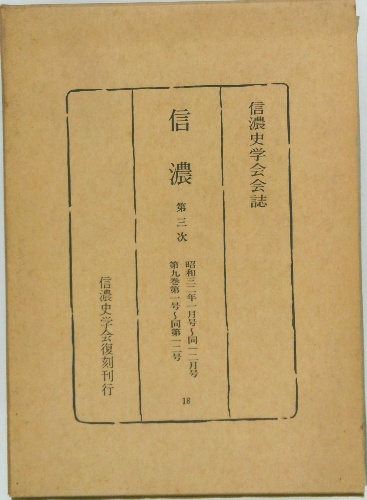 信濃史学会会誌
信濃 第三次
昭和三二年一月号～同一二月号
第九巻第一号～同第一二号
18
信濃史学会復刻刊行